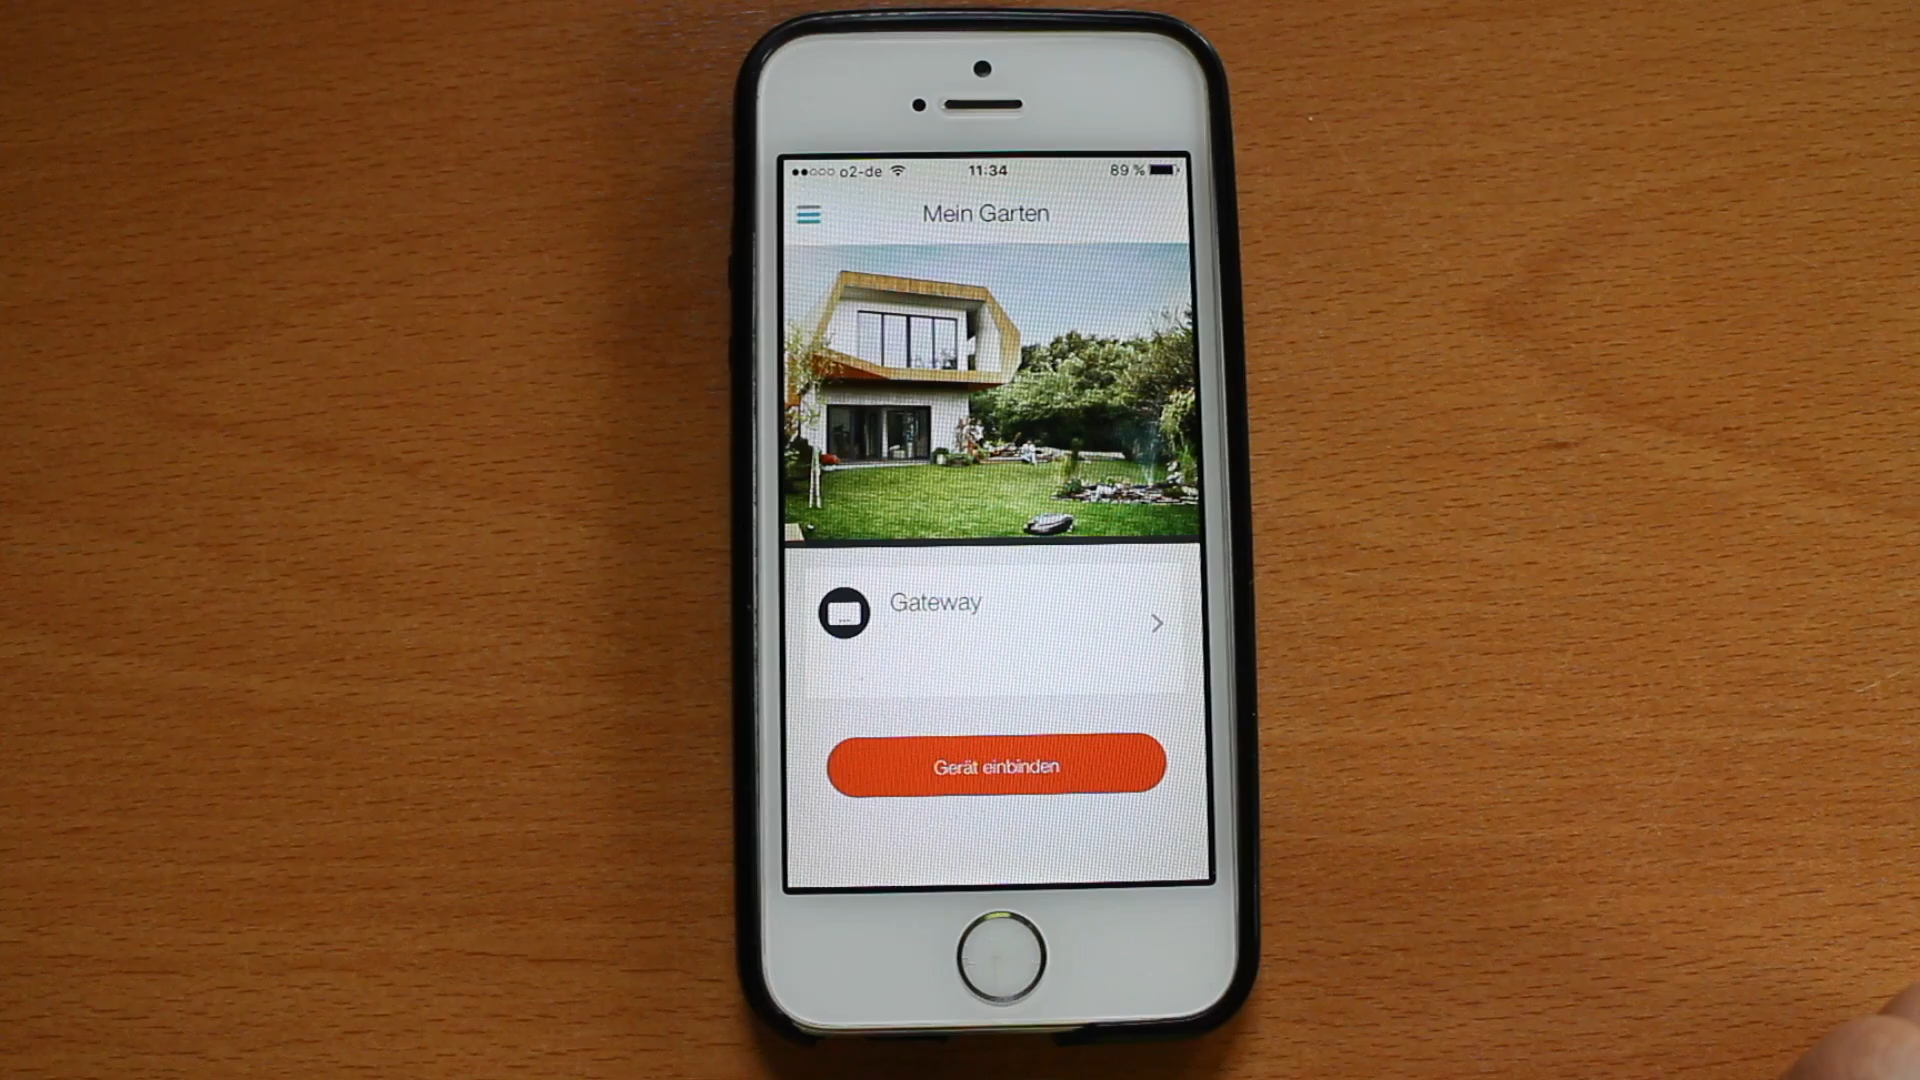 o2-de 11:34 89 %
Mein Garten
Gateway
Gerät einbinden